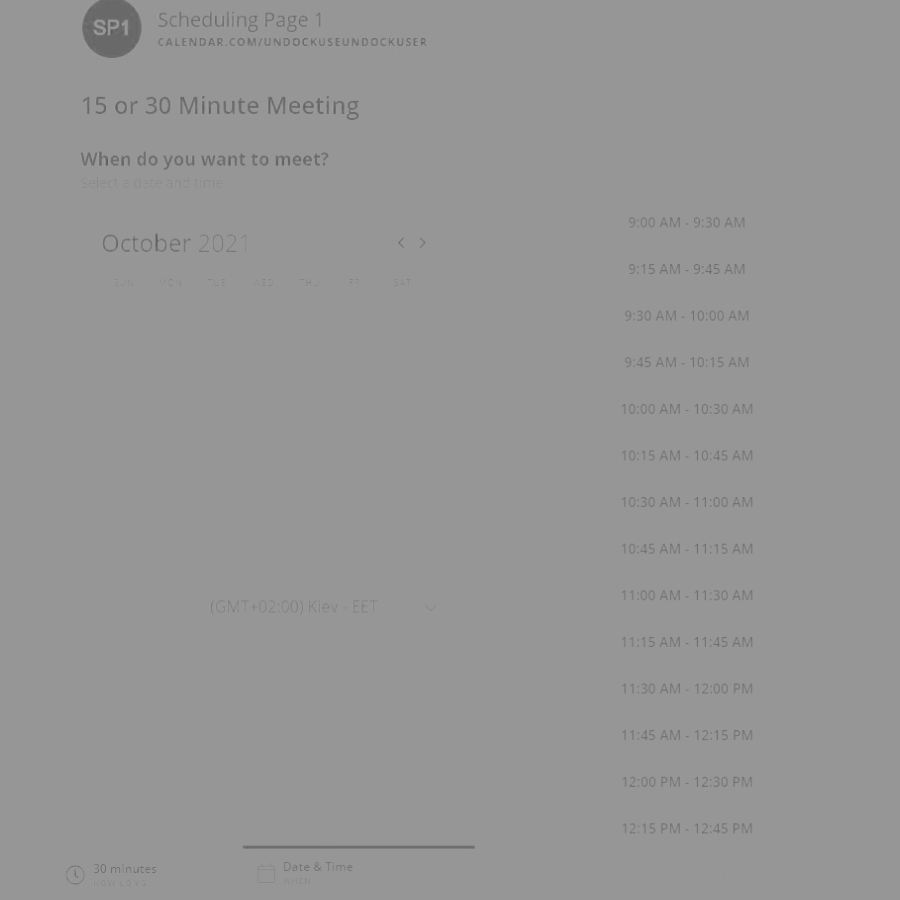 SP1
Scheduling Page 1
CALENDAR.COM/UNDOCKUSEUNDOCKUSER
15 or 30 Minute Meeting
When do you want to meet?
Select a date and time
October 2021
SUN MON TUE WED THU FRI SAT
9:00 AM - 9:30 AM
9:15 AM - 9:45 AM
9:30 AM - 10:00 AM
9:45 AM - 10:15 AM
10:00 AM - 10:30 AM
10:15 AM - 10:45 AM
10:30 AM - 11:00 AM
10:45 AM - 11:15 AM
11:00 AM - 11:30 AM
11:15 AM - 11:45 AM
11:30 AM - 12:00 PM
11:45 AM - 12:15 PM
12:00 PM - 12:30 PM
12:15 PM - 12:45 PM
(GMT+02:00) Kiev - EET
30 minutes
HOW LONG
Date & Time
WHEN